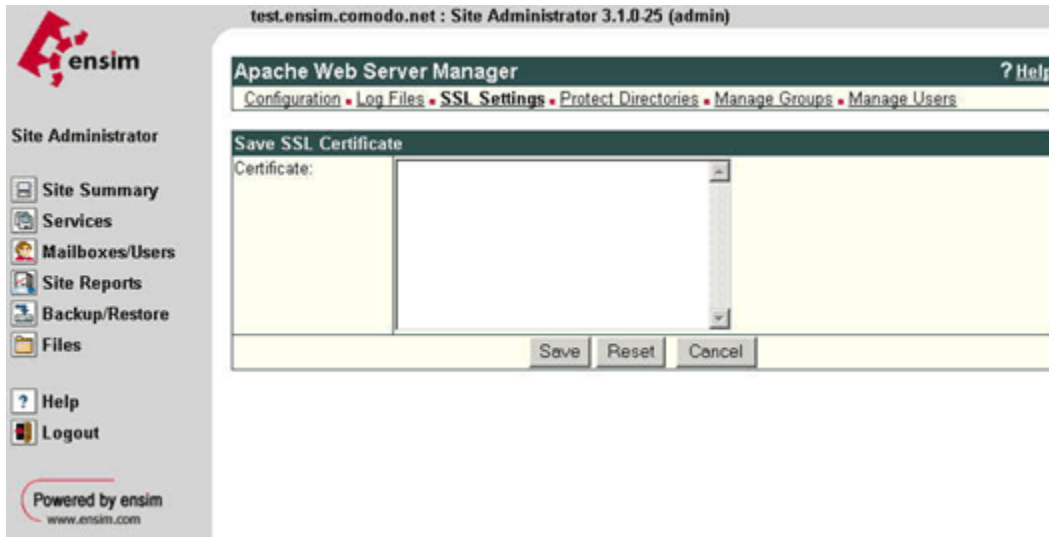 test.ensim.comodo.net : Site Administrator 3.1.0-25 (admin)
ensim
Apache Web Server Manager ? Help
Configuration ▪ Log Files ▪ SSL Settings ▪ Protect Directories ▪ Manage Groups ▪ Manage Users
Site Administrator
Save SSL Certificate
Certificate:
Site Summary
Services
Mailboxes/Users
Site Reports
Backup/Restore
Files
Save Reset Cancel
? Help
Logout
Powered by ensim
www.ensim.com